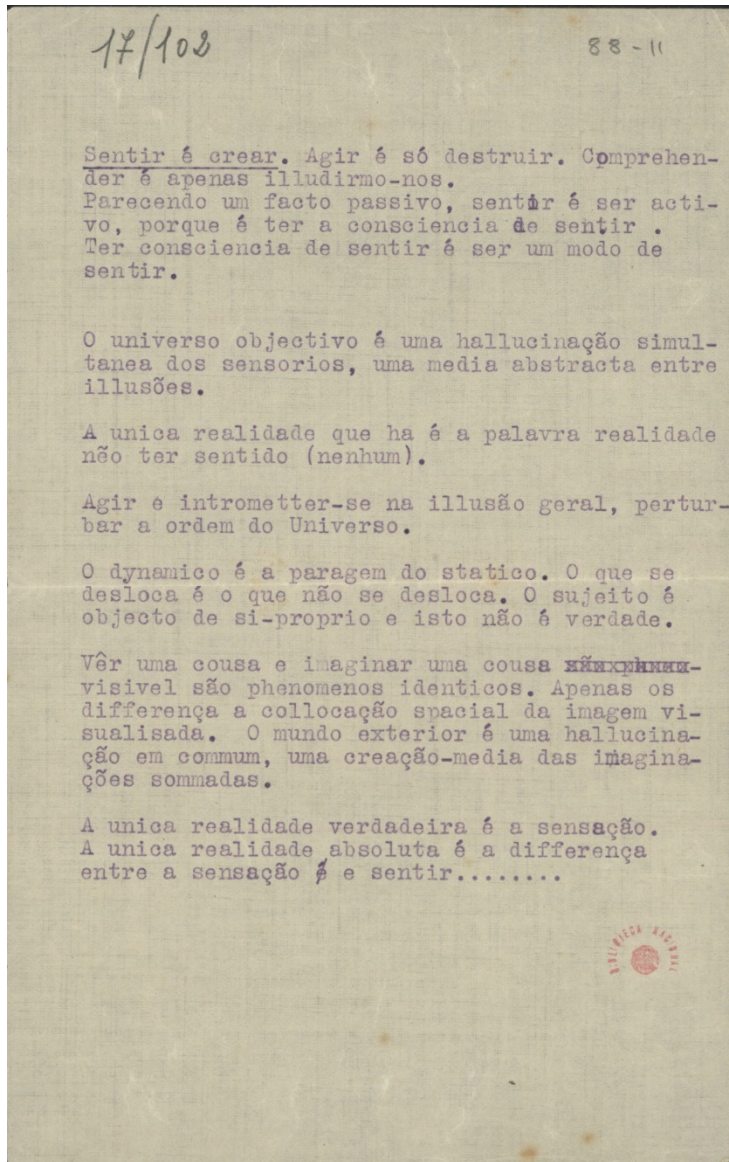 17/102
88-11
Sentir é crear. Agir é só destruir. Comprehen-
der é apenas illudirmo-nos.
Parecendo um facto passivo, sentir é ser acti-
vo, porque é ter a consciencia de sentir .
Ter consciencia de sentir é ser um modo de
sentir.
O universo objectivo é uma hallucinação simul-
tanea dos sensorios, uma media abstracta entre
illusões.
A unica realidade que ha é a palavra realidade
não ter sentido (nenhum).
Agir e intrometter-se na illusão geral, pertur-
bar a ordem do Universo.
O dynamico é a paragem do statico. O que se
desloca é o que não se desloca. O sujeito é
objecto de si-proprio e isto não é verdade.
Vêr uma cousa e imaginar uma cousa -
visivel são phenomenos identicos. Apenas os
differença a collocação spacial da imagem vi-
sualisada. O mundo exterior é uma hallucina-
ção em commum, uma creação-media das imagina-
ções sommadas.
A unica realidade verdadeira é a sensação.
A unica realidade absoluta é a differença
entre a sensação e sentir........
BIBLIOTECA NACIONAL